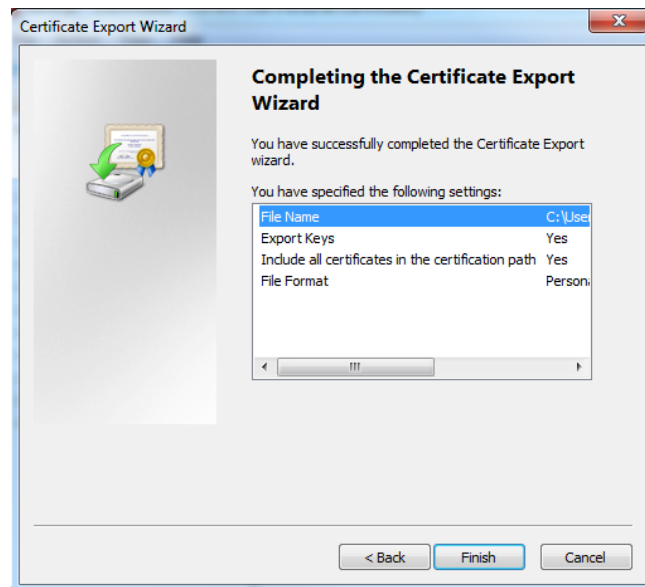 Certificate Export Wizard
Completing the Certificate Export
Wizard
You have successfully completed the Certificate Export
wizard.
You have specified the following settings:
File Name C:\User
Export Keys Yes
Include all certificates in the certification path Yes
File Format Persona
< Back Finish Cancel